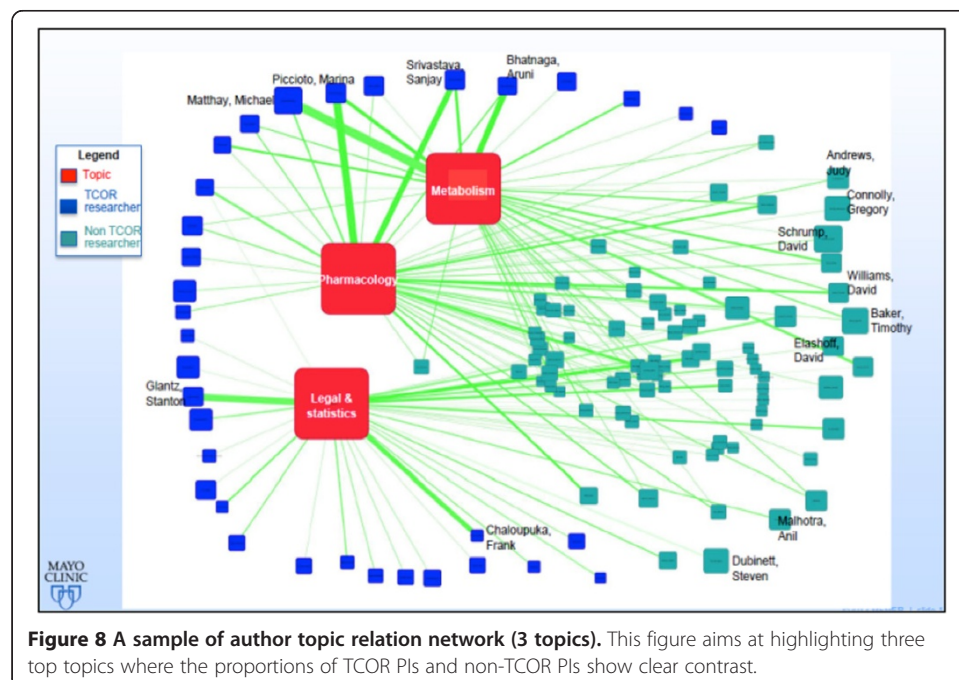 Srivastava,
Sanjay
Bhatnaga,
Aruni
Piccioto, Marina
Matthay, Michael
Legend
Topic
TCOR
researcher
Non TCOR
researcher
Metabolism
Andrews,
Judy
Connolly,
Gregory
Schrump,
David
Pharmacology
Williams,
David
Baker,
Timothy
Elashoff,
David
Glantz,
Stanton
Legal &
statistics
Chaloupuka,
Frank
Malhotra,
Anil
Dubinett,
Steven
MAYO
CLINIC
Figure 8 A sample of author topic relation network (3 topics). This figure aims at highlighting three
top topics where the proportions of TCOR PIs and non-TCOR PIs show clear contrast.